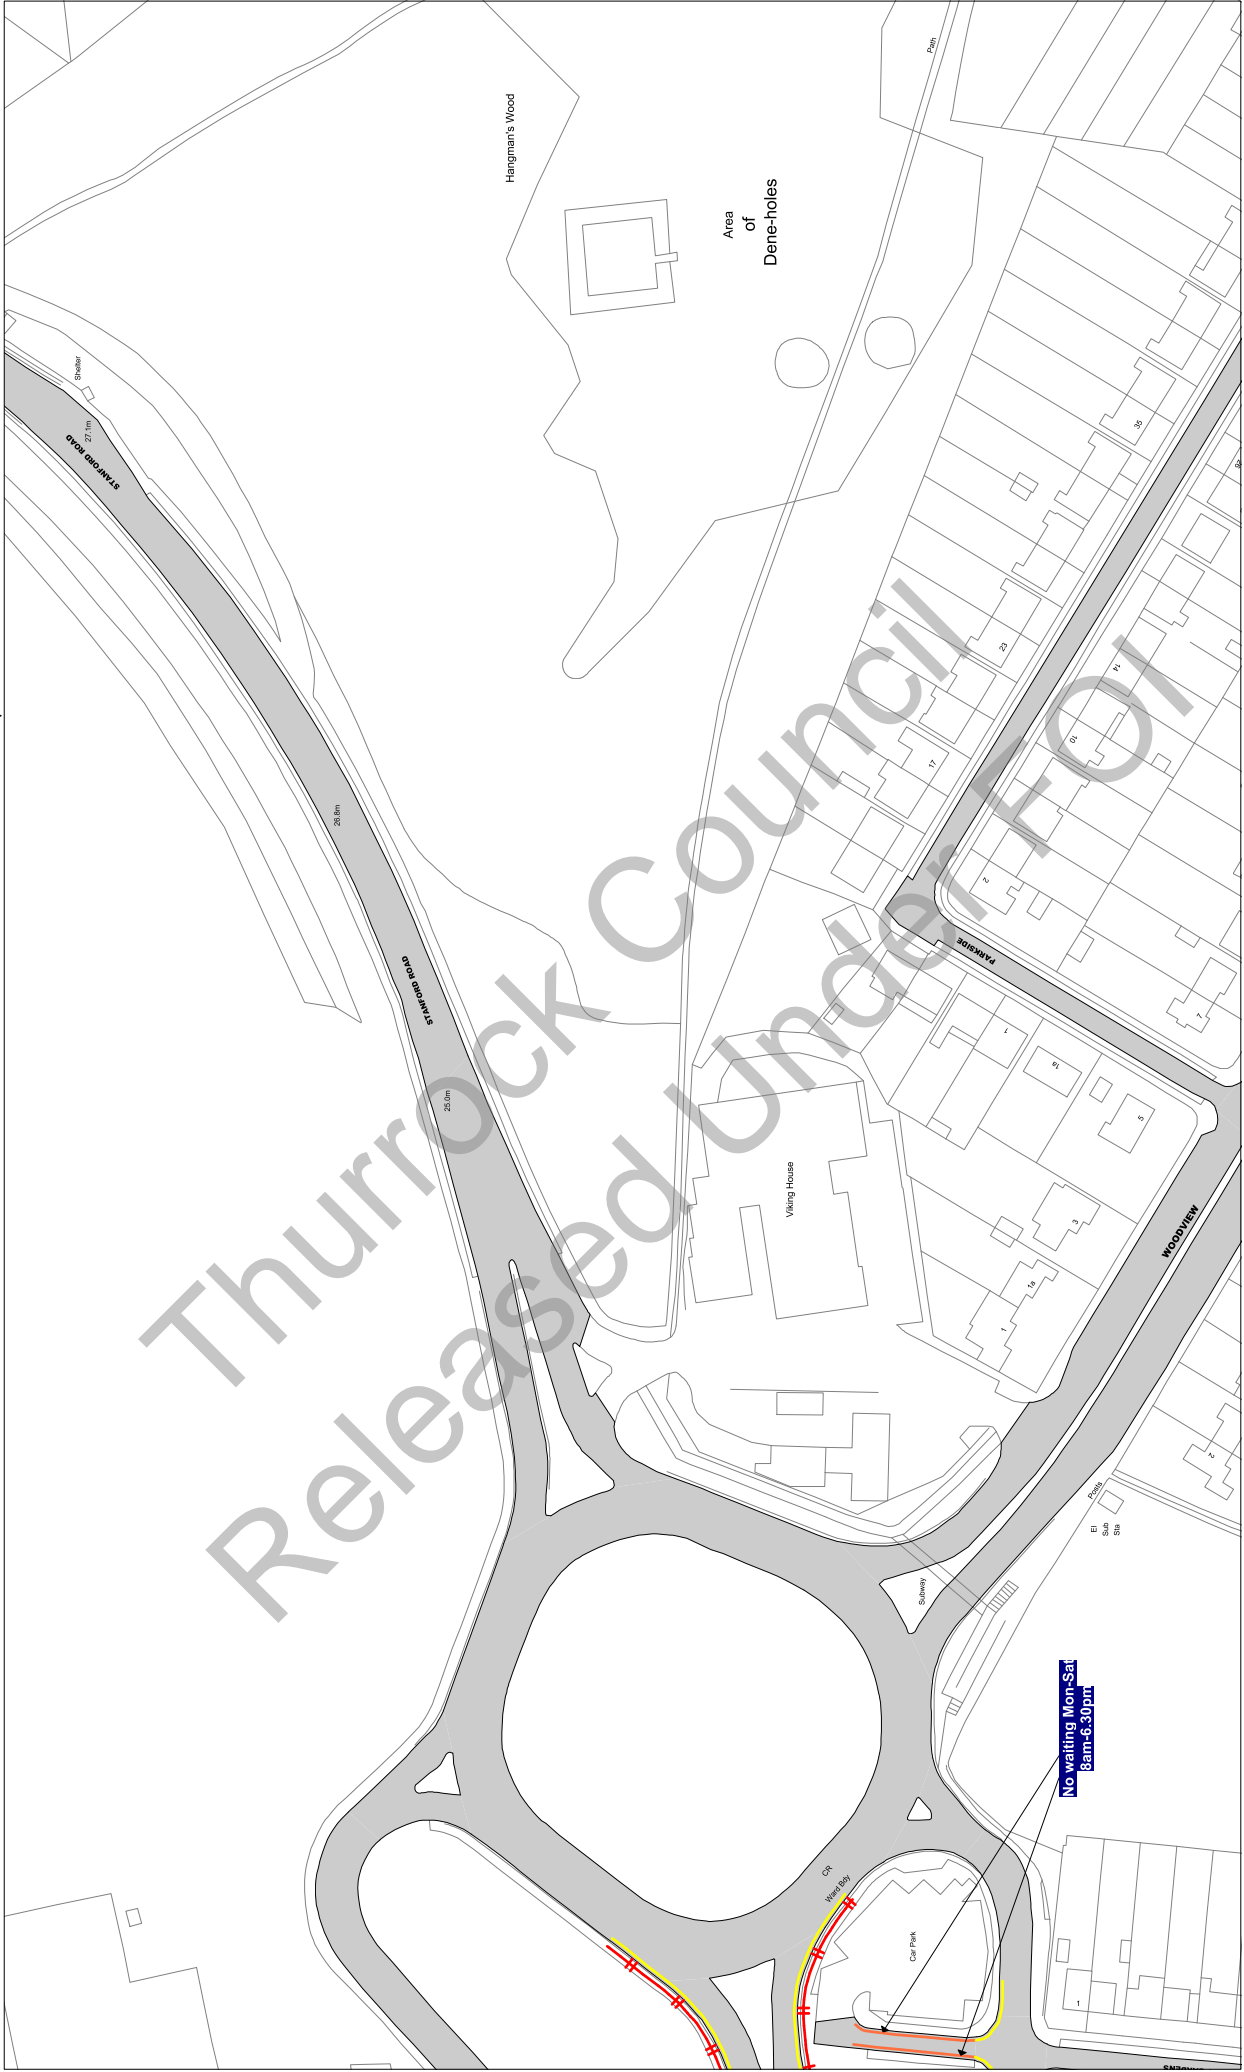 Path
Hangman's Wood
Area
of
Dene-holes
Shelter
27.1m
STANFORD ROAD
35
26
23
14
10
17
26.8m
2
PARKSIDE
STANFORD ROAD
7
1
1a
25.0m
5
Viking House
3
WOODVIEW
1a
1
2
Posts
El
Sub
Sta
Subway
No waiting Mon-Sat
8am-6.30pm
CR
Ward Bdy
Car Park
1
Thurrock Council
Released Under FOI